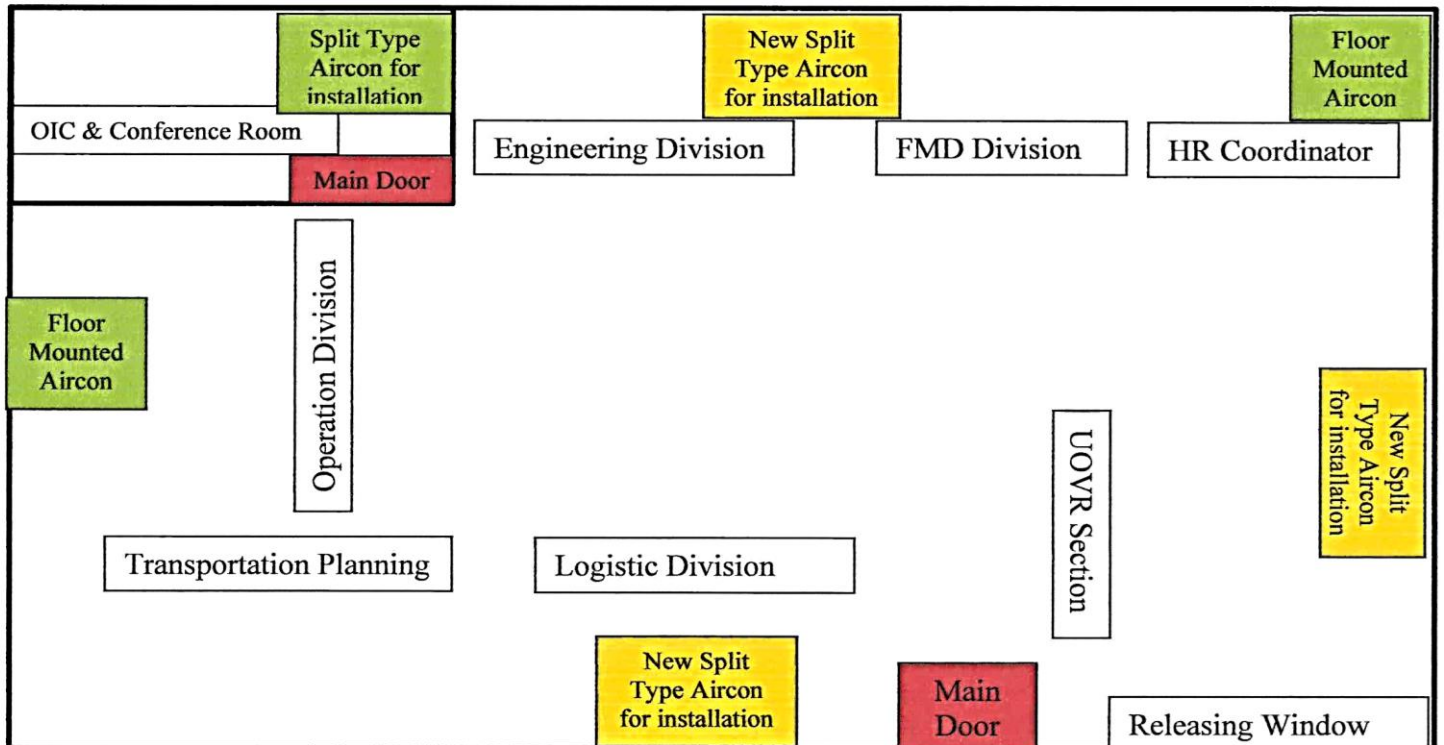 Split Type
Aircon for
installation
New Split
Type Aircon
for installation
Floor
Mounted
Aircon
OIC & Conference Room
Engineering Division
FMD Division
HR Coordinator
Main Door
Operation Division
Floor
Mounted
Aircon
New Split
Type Aircon
for installation
UOVR Section
Transportation Planning
Logistic Division
New Split
Type Aircon
for installation
Main
Door
Releasing Window